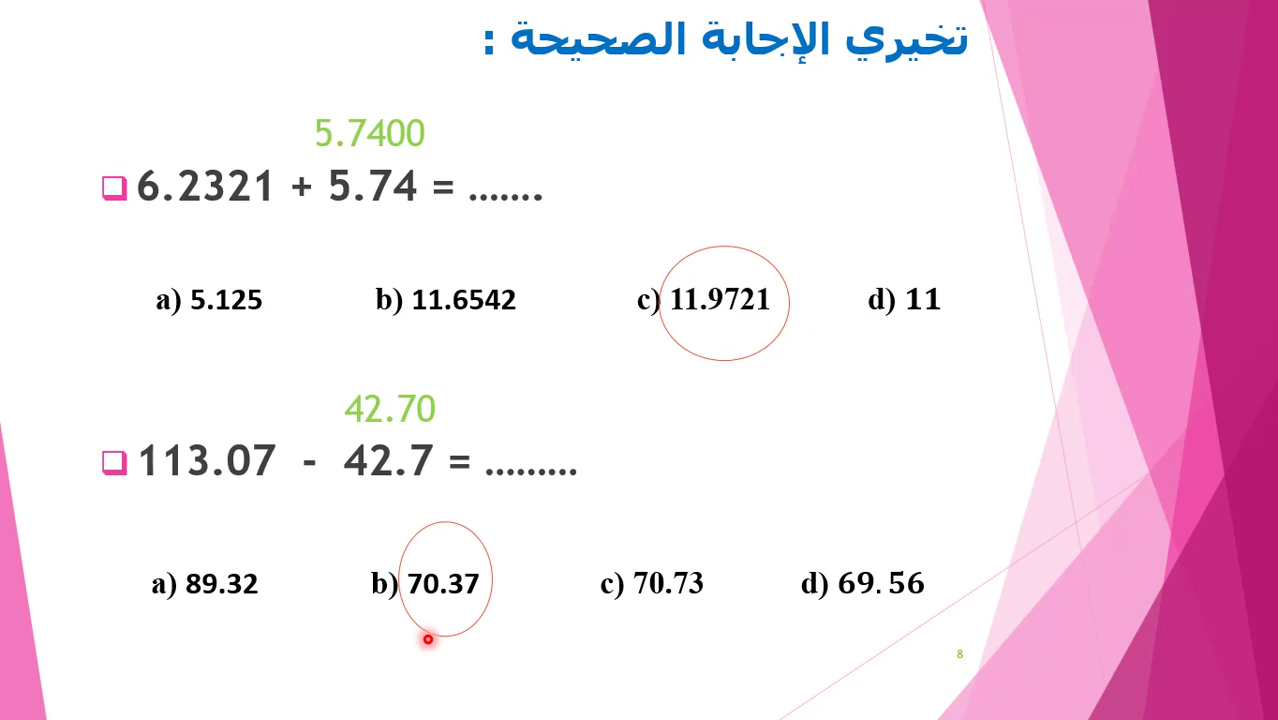 تخيري الإجابة الصحيحة :
5.7400
6.2321 + 5.74 = .......
a) 5.125 b) 11.6542 c) 11.9721 d) 11
42.70
113.07 - 42.7 = .........
a) 89.32 b) 70.37 c) 70.73 d) 69.56
8